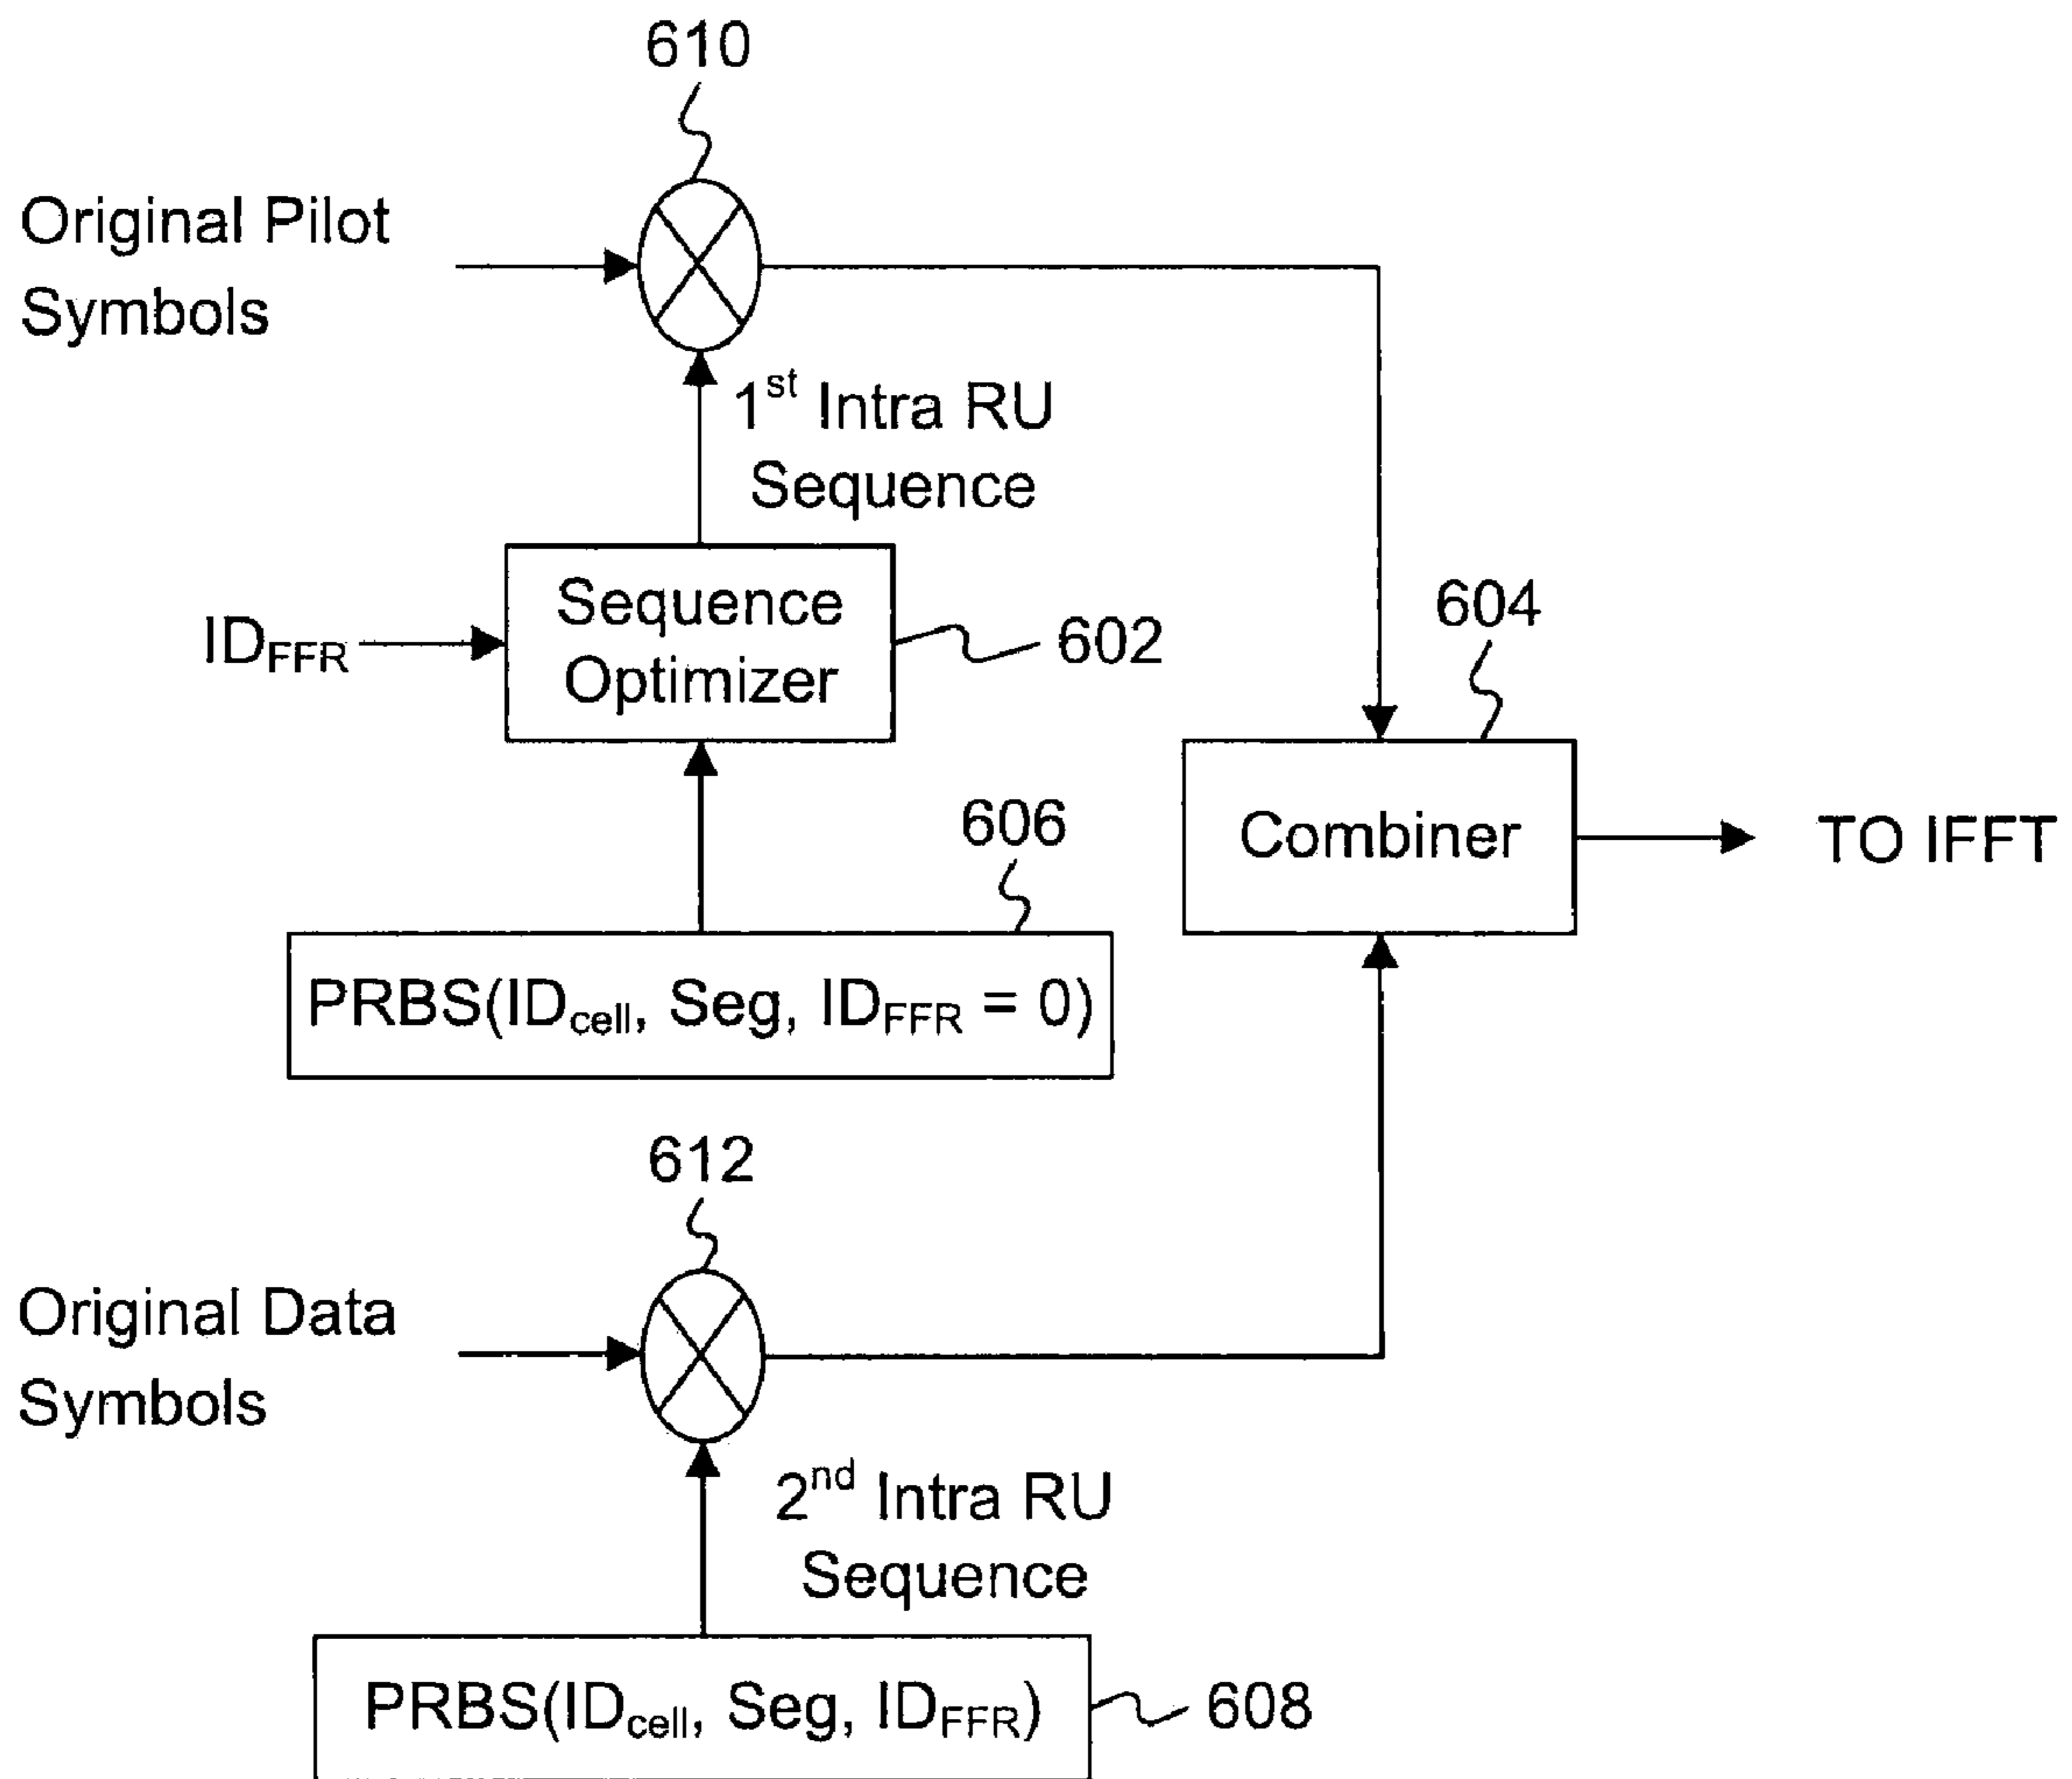 610
Original Pilot
Symbols
1st Intra RU
Sequence
Sequence
Optimizer
IDFFR
602
604
606
Combiner
TO IFFT
PRBS(IDcell, Seg, IDFFR = 0)
612
Original Data
Symbols
2nd Intra RU
Sequence
PRBS(IDcell, Seg, IDFFR)
608